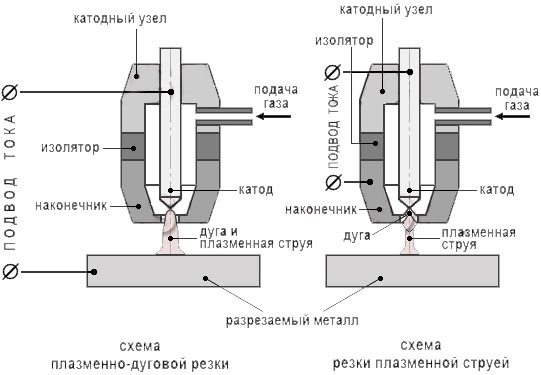 катодный узел
подача
газа
ПОДВОД ТОКА
изолятор
катод
наконечник
дуга и
плазменная струя
катодный узел
изолятор
подача
газа
ПОДВОД ТОКА
катод
наконечник
дуга
плазменная
струя
разрезаемый металл
схема
плазменно-дуговой резки
схема
резки плазменной струей